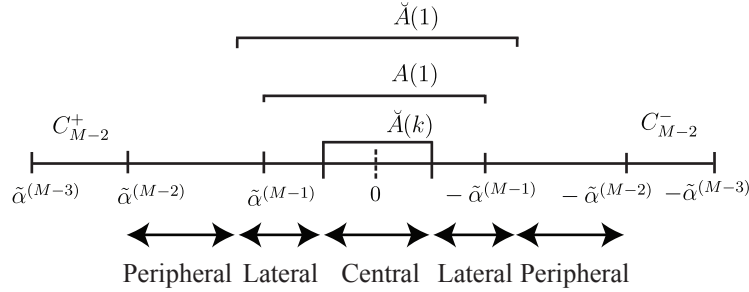 Ă(1)
A(1)
C⁺_{M−2} Ă(k) C⁻_{M−2}
α̃^{(M−3)} α̃^{(M−2)} α̃^{(M−1)} 0 − α̃^{(M−1)} − α̃^{(M−2)} −α̃^{(M−3)}
Peripheral Lateral Central Lateral Peripheral